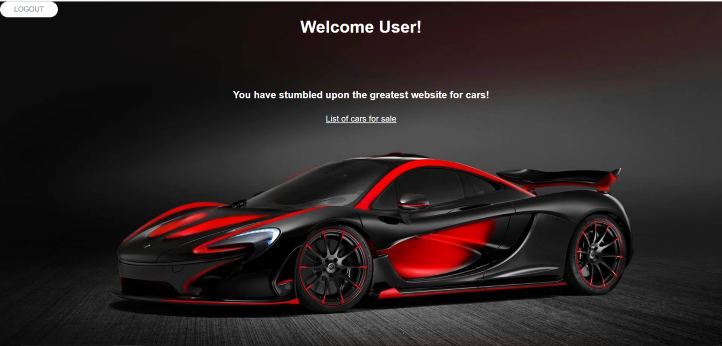 LOGOUT
Welcome User!
You have stumbled upon the greatest website for cars!
List of cars for sale